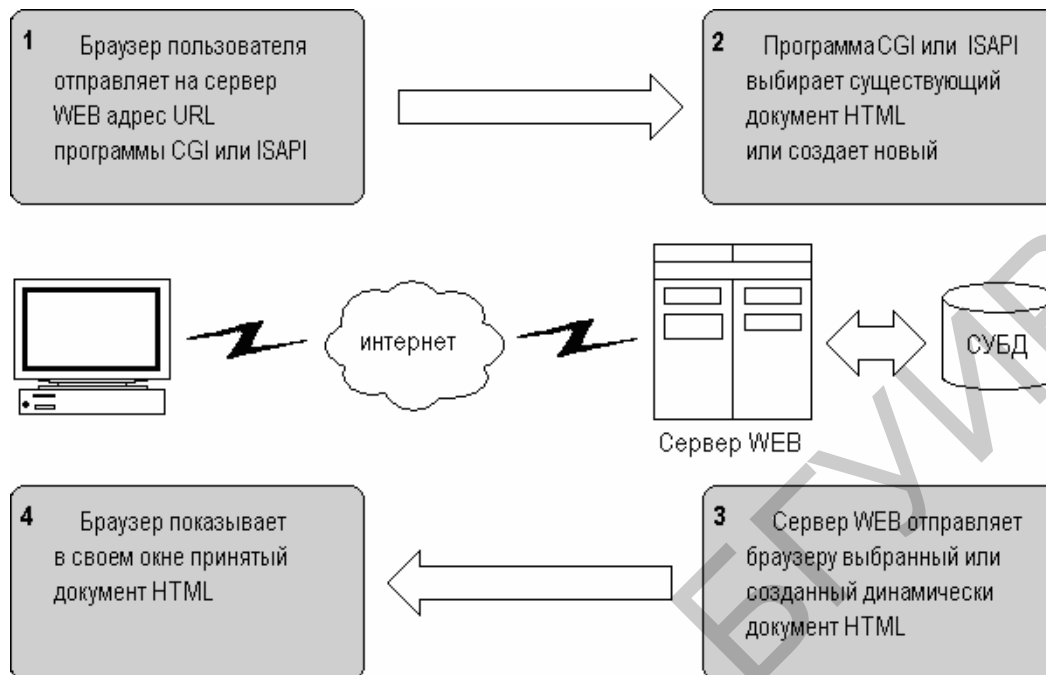 1 Браузер пользователя
отправляет на сервер
WEB адрес URL
программы CGI или ISAPI
2 Программа CGI или ISAPI
выбирает существующий
документ HTML
или создает новый
интернет
СУБД
Сервер WEB
4 Браузер показывает
в своем окне принятый
документ HTML
3 Сервер WEB отправляет
браузеру выбранный или
созданный динамически
документ HTML
БГУИР